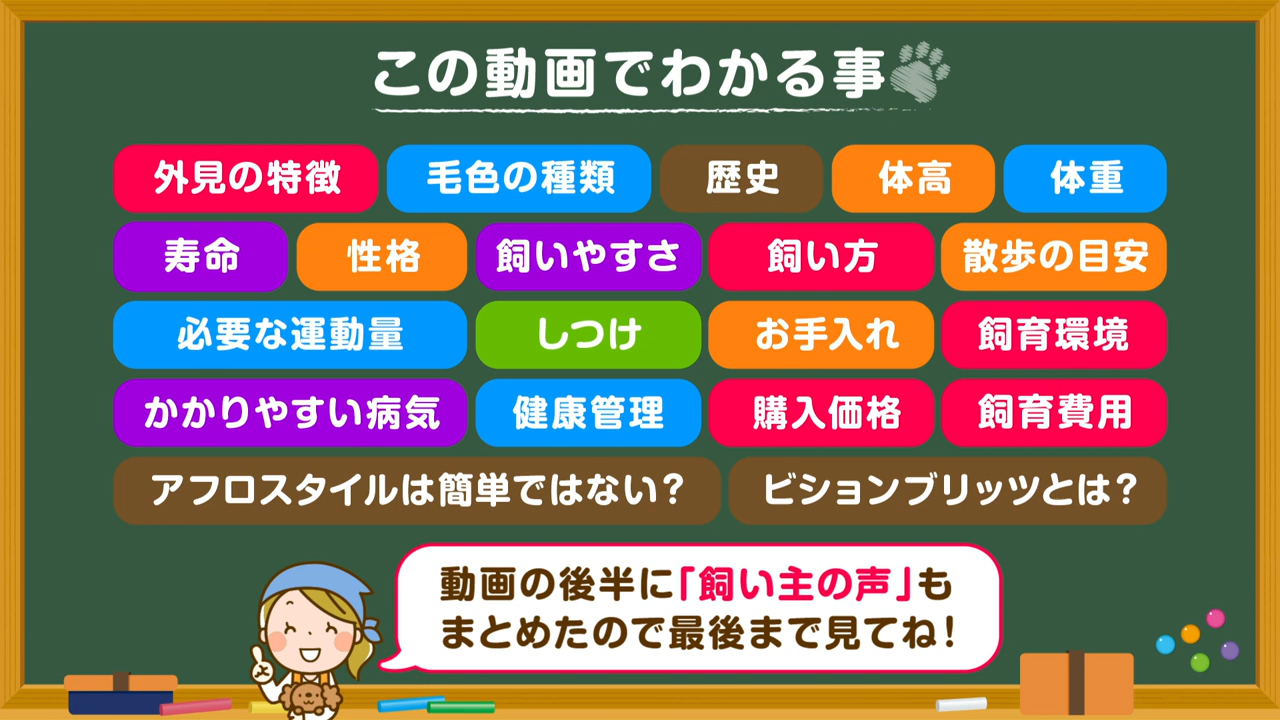 この動画でわかる事
外見の特徴 毛色の種類 歴史 体高 体重
寿命 性格 飼いやすさ 飼い方 散歩の目安
必要な運動量 しつけ お手入れ 飼育環境
かかりやすい病気 健康管理 購入価格 飼育費用
アフロスタイルは簡単ではない？ ビションブリッツとは？
動画の後半に「飼い主の声」も
まとめたので最後まで見てね！